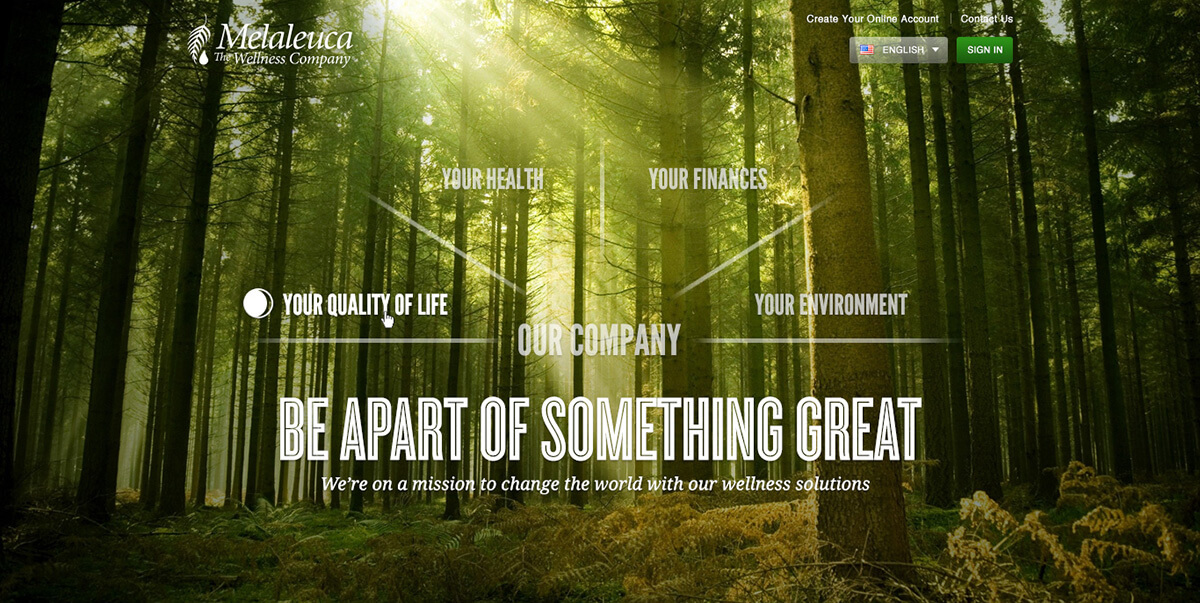 Melaleuca
The Wellness Company
Create Your Online Account
Contact Us
ENGLISH
SIGN IN
YOUR HEALTH
YOUR FINANCES
YOUR QUALITY OF LIFE
YOUR ENVIRONMENT
OUR COMPANY
BE APART OF SOMETHING GREAT
We're on a mission to change the world with our wellness solutions